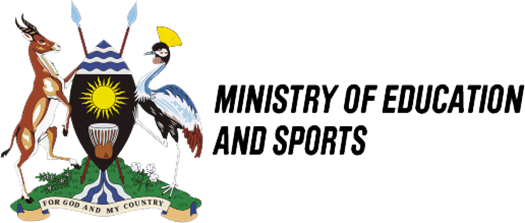 MINISTRY OF EDUCATION
AND SPORTS
FOR GOD AND MY COUNTRY